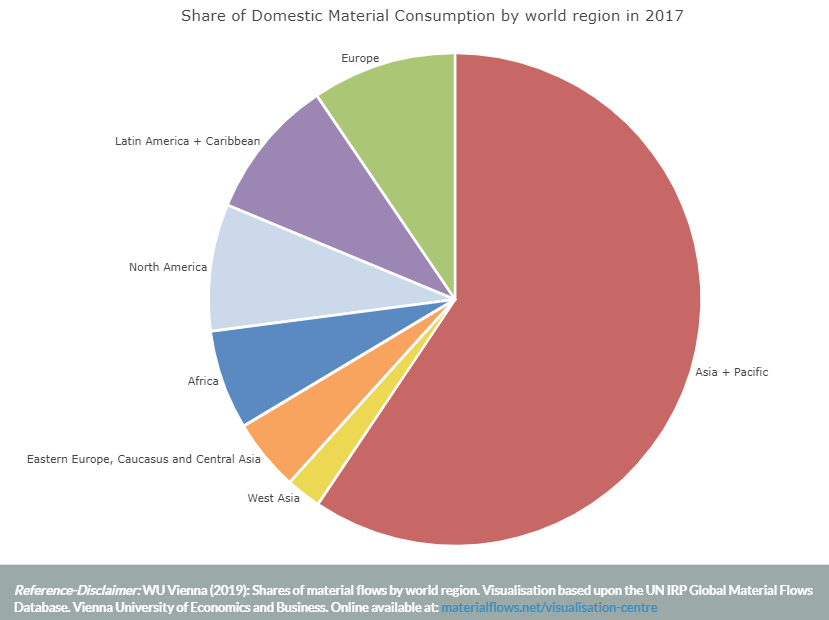 Share of Domestic Material Consumption by world region in 2017
Europe
Latin America + Caribbean
North America
Africa
Asia + Pacific
Eastern Europe, Caucasus and Central Asia
West Asia
Reference-Disclaimer: WU Vienna (2019): Shares of material flows by world region. Visualisation based upon the UN IRP Global Material Flows
Database. Vienna University of Economics and Business. Online available at: materialflows.net/visualisation-centre